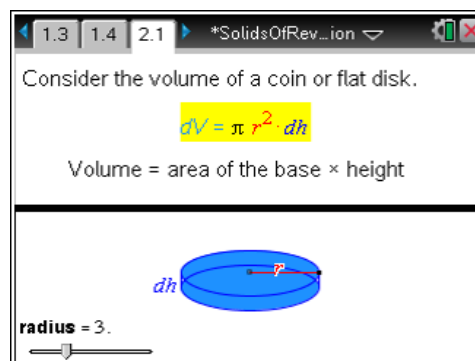 1.3 1.4 2.1 *SolidsOfRev…ion
Consider the volume of a coin or flat disk.
dV = π r²·dh
Volume = area of the base × height
r
dh
radius = 3.